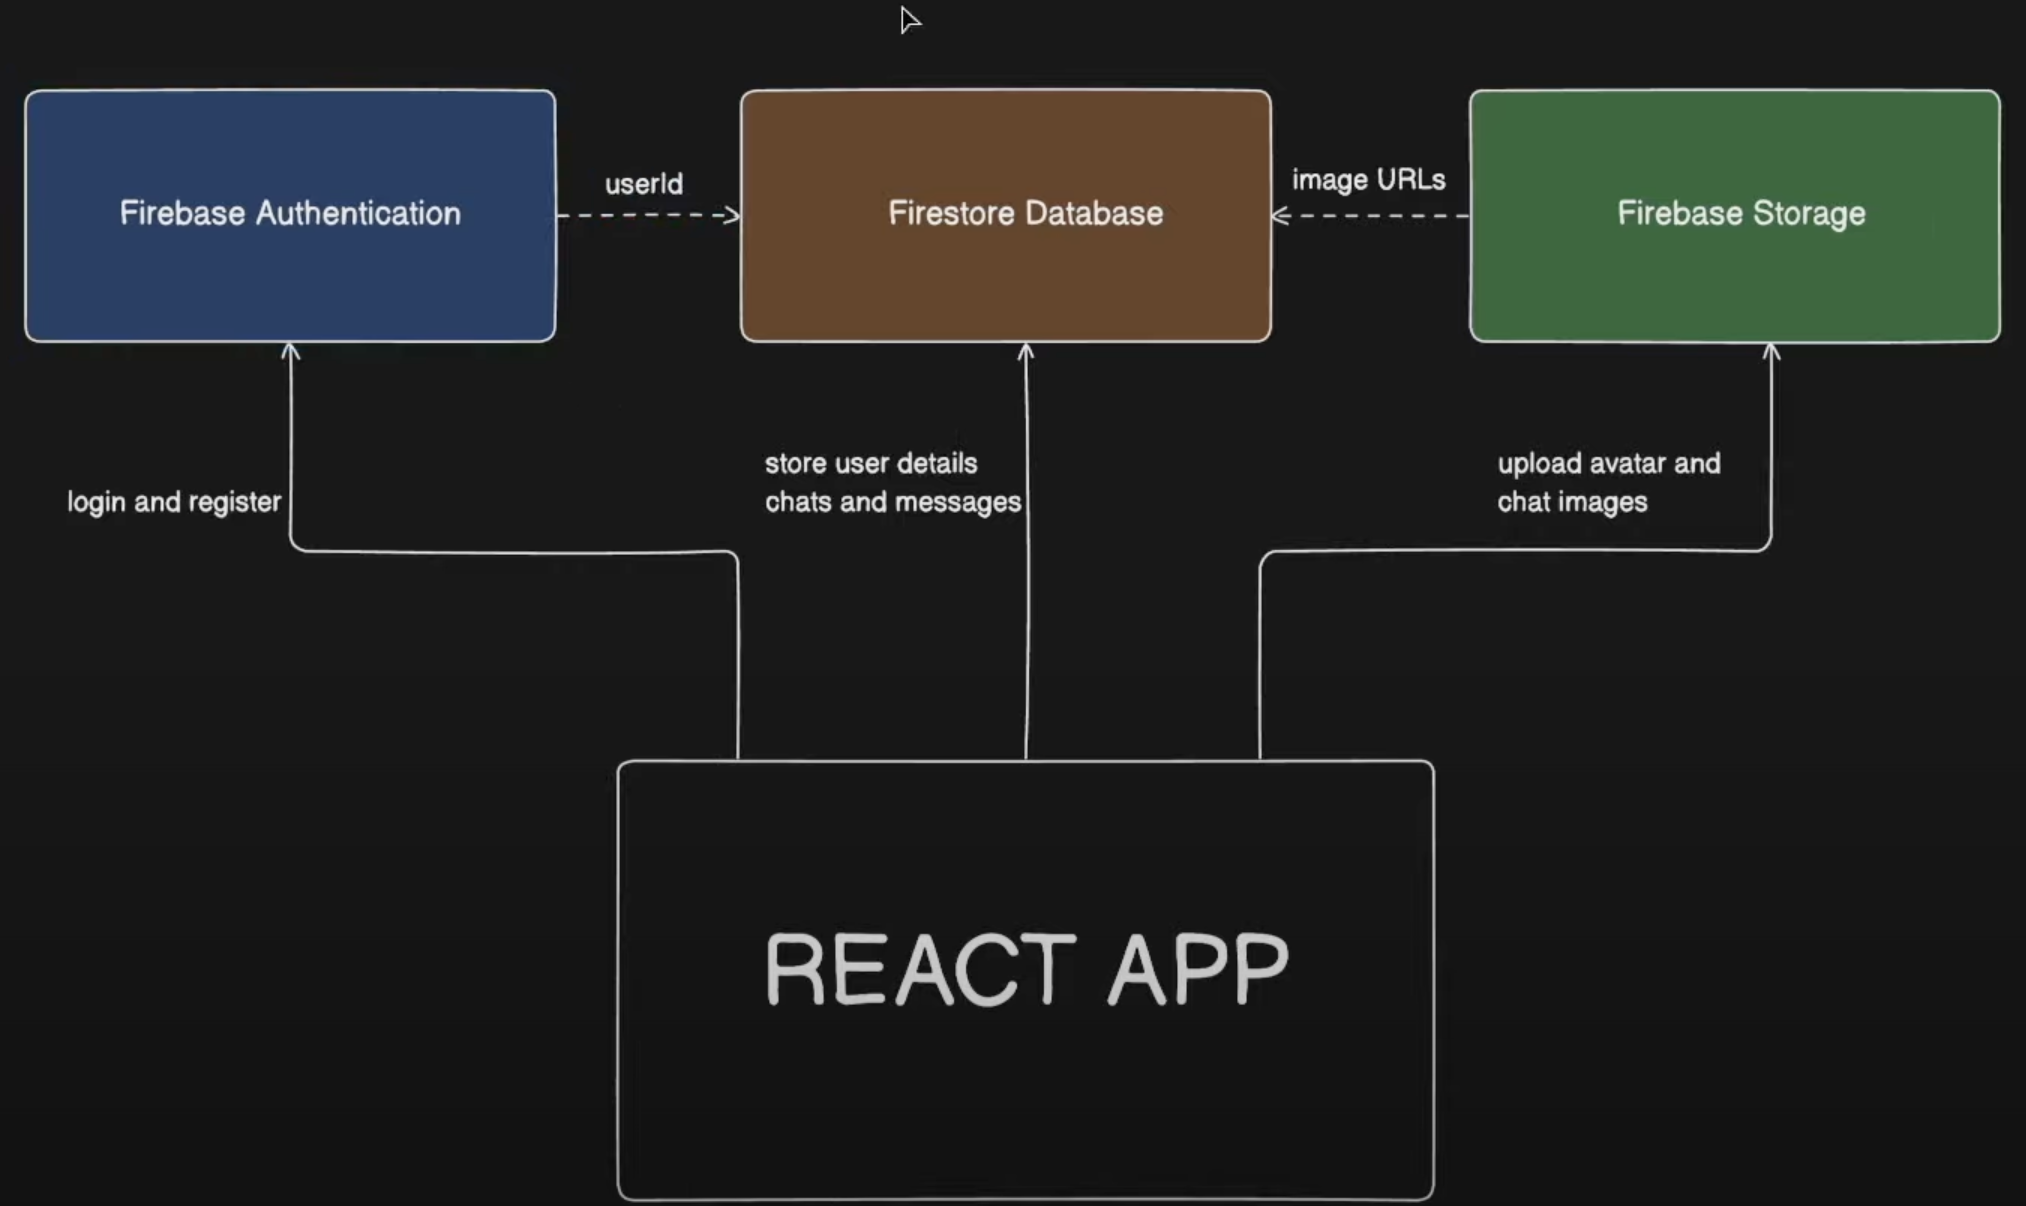 Firebase Authentication
userId
Firestore Database
image URLs
Firebase Storage
login and register
store user details
chats and messages
upload avatar and
chat images
REACT APP